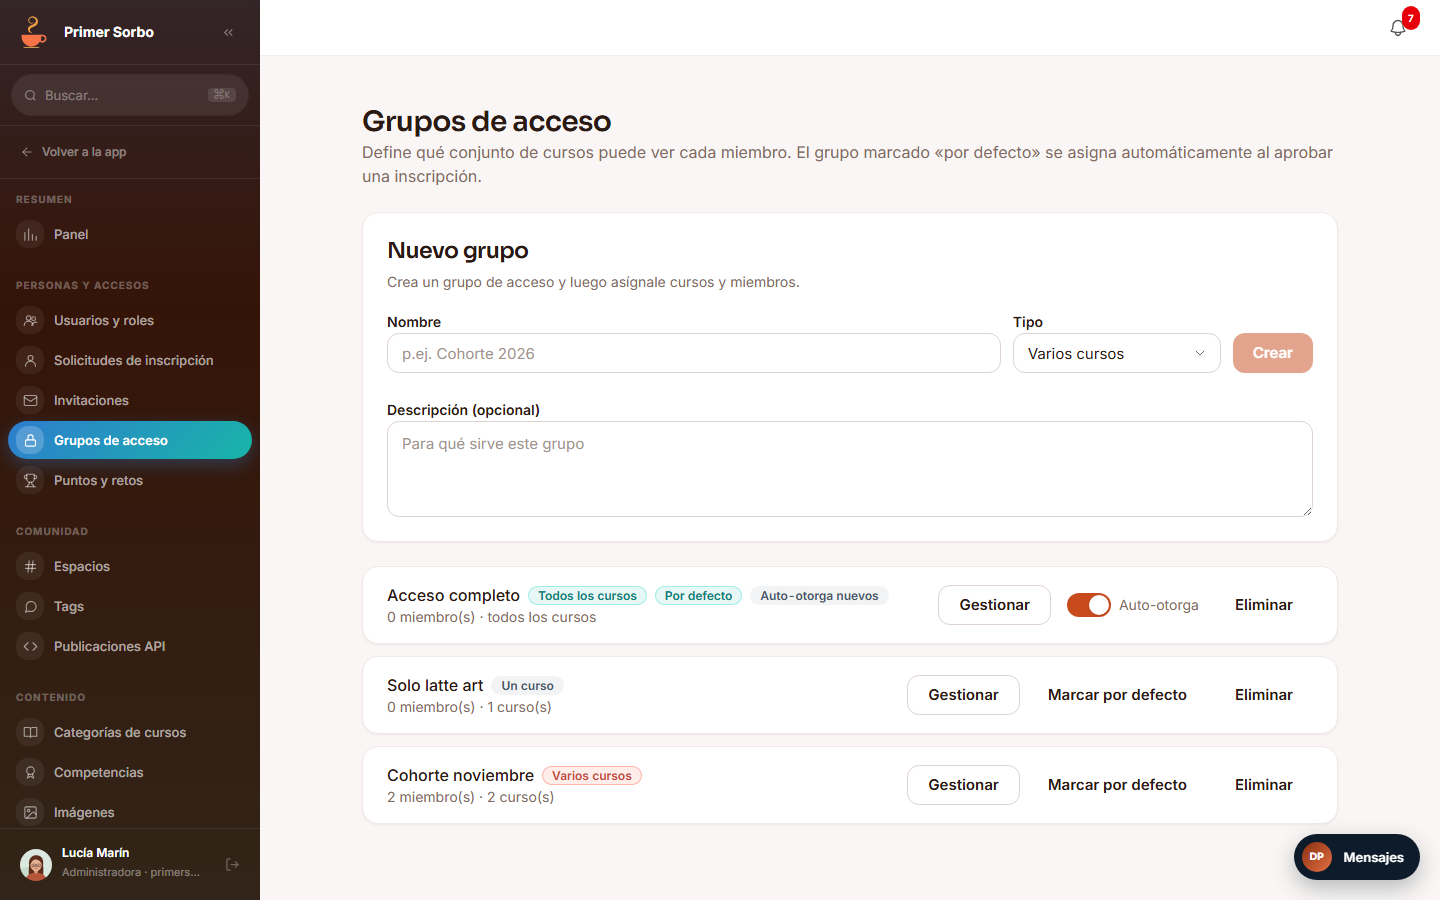 Primer Sorbo
Buscar...
⌘K
Volver a la app
RESUMEN
Panel
PERSONAS Y ACCESOS
Usuarios y roles
Solicitudes de inscripción
Invitaciones
Grupos de acceso
Puntos y retos
COMUNIDAD
Espacios
Tags
Publicaciones API
CONTENIDO
Categorías de cursos
Competencias
Imágenes
Lucía Marín
Administradora · primers...
7
Grupos de acceso
Define qué conjunto de cursos puede ver cada miembro. El grupo marcado «por defecto» se asigna automáticamente al aprobar
una inscripción.
Nuevo grupo
Crea un grupo de acceso y luego asígnale cursos y miembros.
Nombre
Tipo
p.ej. Cohorte 2026
Varios cursos
Crear
Descripción (opcional)
Para qué sirve este grupo
Acceso completo Todos los cursos Por defecto Auto-otorga nuevos
0 miembro(s) · todos los cursos
Gestionar
Auto-otorga
Eliminar
Solo latte art Un curso
0 miembro(s) · 1 curso(s)
Gestionar
Marcar por defecto
Eliminar
Cohorte noviembre Varios cursos
2 miembro(s) · 2 curso(s)
Gestionar
Marcar por defecto
Eliminar
DP
Mensajes